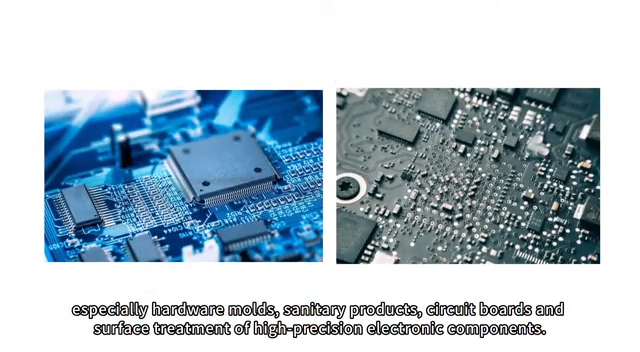 especially hardware molds, sanitary products, circuit boards and
surface treatment of high-precision electronic components.